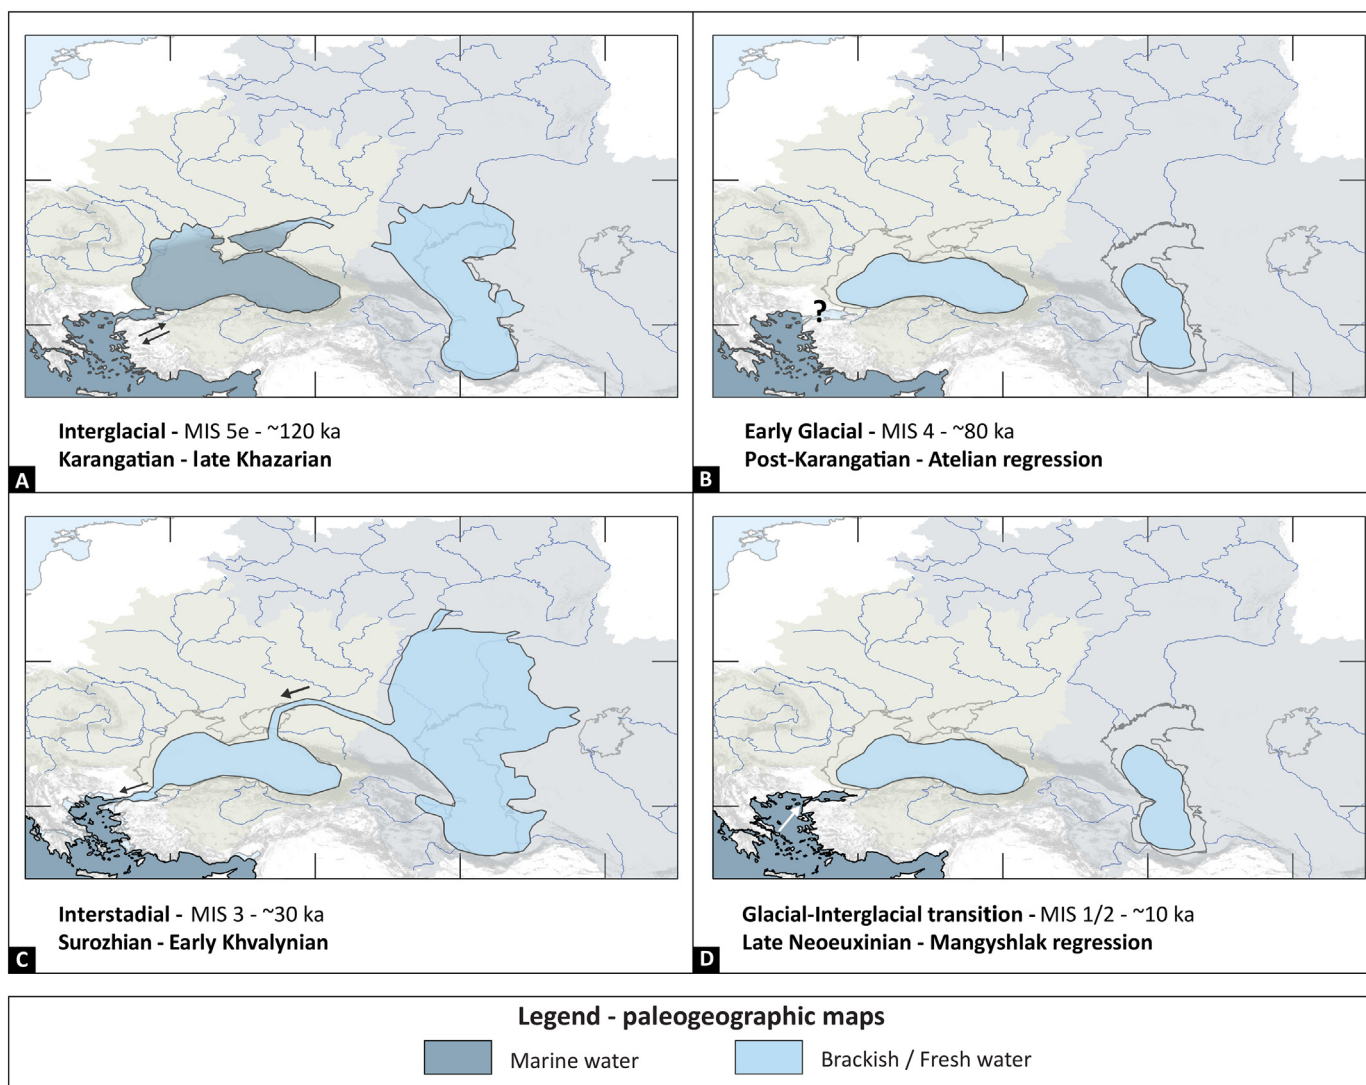 Interglacial - MIS 5e - ~120 ka
Karangatian - late Khazarian
A
?
Early Glacial - MIS 4 - ~80 ka
Post-Karangatian - Atelian regression
B
Interstadial - MIS 3 - ~30 ka
Surozhian - Early Khvalynian
C
Glacial-Interglacial transition - MIS 1/2 - ~10 ka
Late Neoeuxinian - Mangyshlak regression
D
Legend - paleogeographic maps
Marine water
Brackish / Fresh water